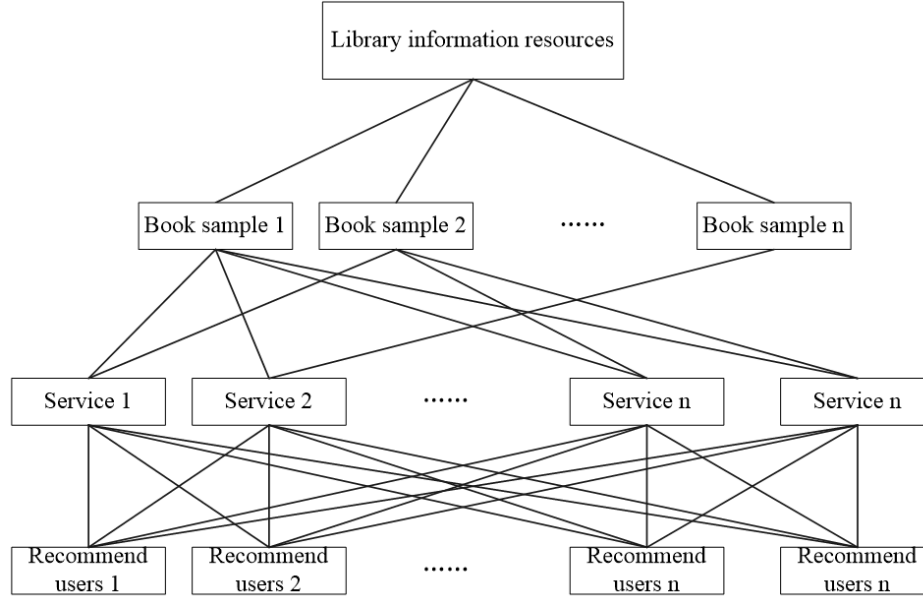 Library information resources
Book sample 1
Book sample 2
......
Book sample n
Service 1
Service 2
......
Service n
Service n
Recommend
users 1
Recommend
users 2
......
Recommend
users n
Recommend
users n